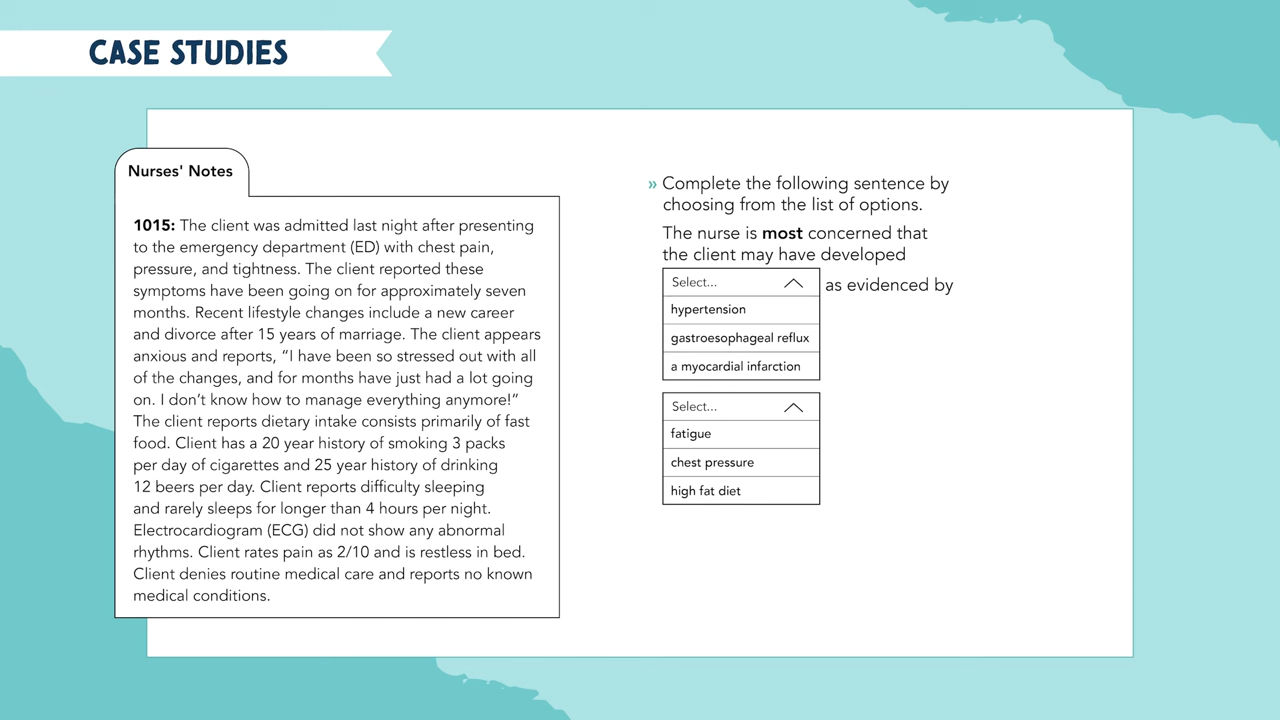 CASE STUDIES
Nurses' Notes
1015: The client was admitted last night after presenting
to the emergency department (ED) with chest pain,
pressure, and tightness. The client reported these
symptoms have been going on for approximately seven
months. Recent lifestyle changes include a new career
and divorce after 15 years of marriage. The client appears
anxious and reports, “I have been so stressed out with all
of the changes, and for months have just had a lot going
on. I don’t know how to manage everything anymore!”
The client reports dietary intake consists primarily of fast
food. Client has a 20 year history of smoking 3 packs
per day of cigarettes and 25 year history of drinking
12 beers per day. Client reports difficulty sleeping
and rarely sleeps for longer than 4 hours per night.
Electrocardiogram (ECG) did not show any abnormal
rhythms. Client rates pain as 2/10 and is restless in bed.
Client denies routine medical care and reports no known
medical conditions.
» Complete the following sentence by
choosing from the list of options.
The nurse is most concerned that
the client may have developed
Select... as evidenced by
hypertension
gastroesophageal reflux
a myocardial infarction
Select...
fatigue
chest pressure
high fat diet